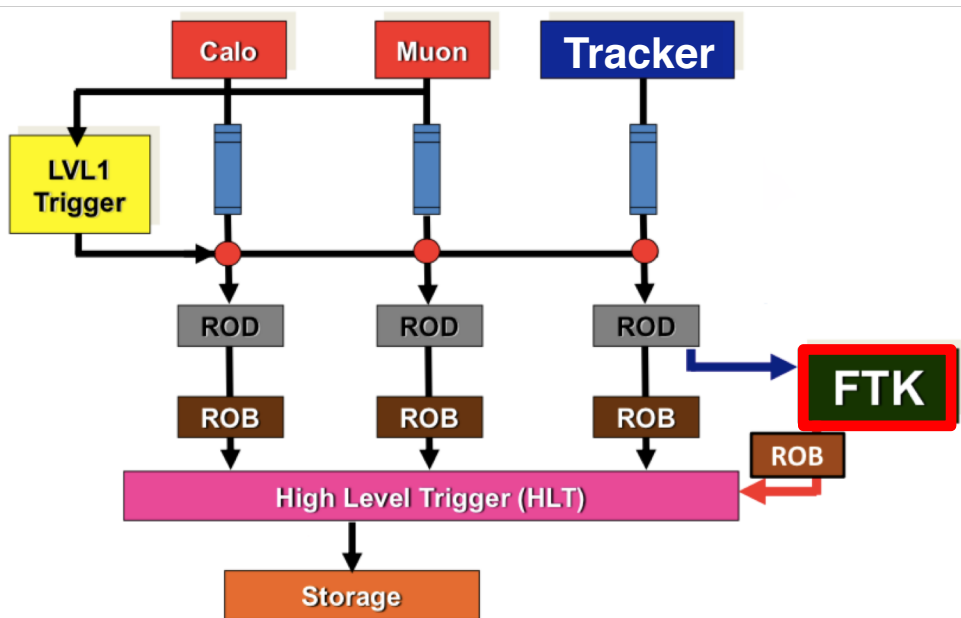 Calo
Muon
Tracker
LVL1
Trigger
ROD
ROD
ROD
FTK
ROB
ROB
ROB
ROB
High Level Trigger (HLT)
Storage